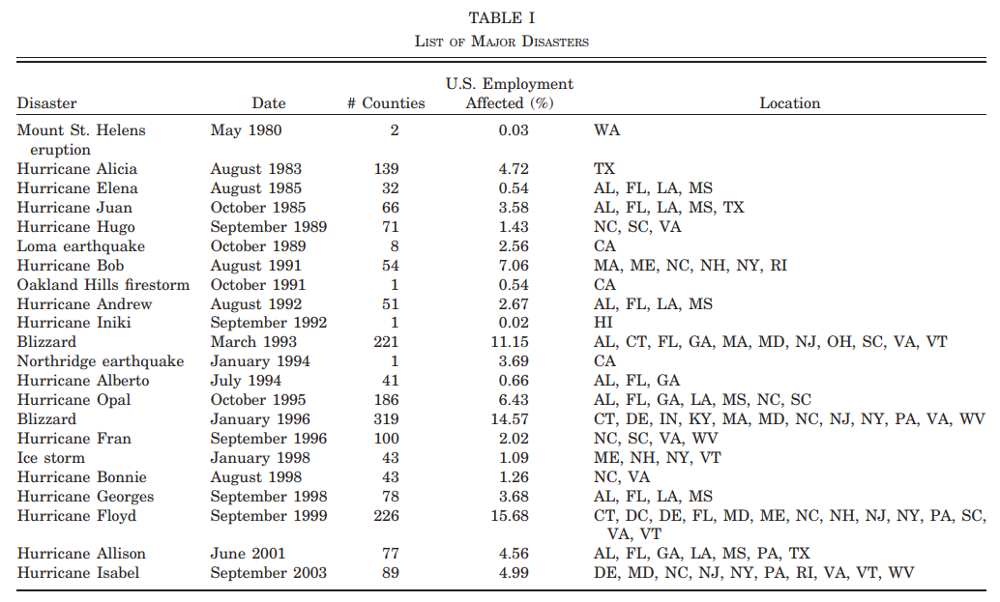 TABLE I
LIST OF MAJOR DISASTERS
U.S. Employment
Disaster Date # Counties Affected (%) Location
Mount St. Helens May 1980 2 0.03 WA
eruption
Hurricane Alicia August 1983 139 4.72 TX
Hurricane Elena August 1985 32 0.54 AL, FL, LA, MS
Hurricane Juan October 1985 66 3.58 AL, FL, LA, MS, TX
Hurricane Hugo September 1989 71 1.43 NC, SC, VA
Loma earthquake October 1989 8 2.56 CA
Hurricane Bob August 1991 54 7.06 MA, ME, NC, NH, NY, RI
Oakland Hills firestorm October 1991 1 0.54 CA
Hurricane Andrew August 1992 51 2.67 AL, FL, LA, MS
Hurricane Iniki September 1992 1 0.02 HI
Blizzard March 1993 221 11.15 AL, CT, FL, GA, MA, MD, NJ, OH, SC, VA, VT
Northridge earthquake January 1994 1 3.69 CA
Hurricane Alberto July 1994 41 0.66 AL, FL, GA
Hurricane Opal October 1995 186 6.43 AL, FL, GA, LA, MS, NC, SC
Blizzard January 1996 319 14.57 CT, DE, IN, KY, MA, MD, NC, NJ, NY, PA, VA, WV
Hurricane Fran September 1996 100 2.02 NC, SC, VA, WV
Ice storm January 1998 43 1.09 ME, NH, NY, VT
Hurricane Bonnie August 1998 43 1.26 NC, VA
Hurricane Georges September 1998 78 3.68 AL, FL, LA, MS
Hurricane Floyd September 1999 226 15.68 CT, DC, DE, FL, MD, ME, NC, NH, NJ, NY, PA, SC,
VA, VT
Hurricane Allison June 2001 77 4.56 AL, FL, GA, LA, MS, PA, TX
Hurricane Isabel September 2003 89 4.99 DE, MD, NC, NJ, NY, PA, RI, VA, VT, WV